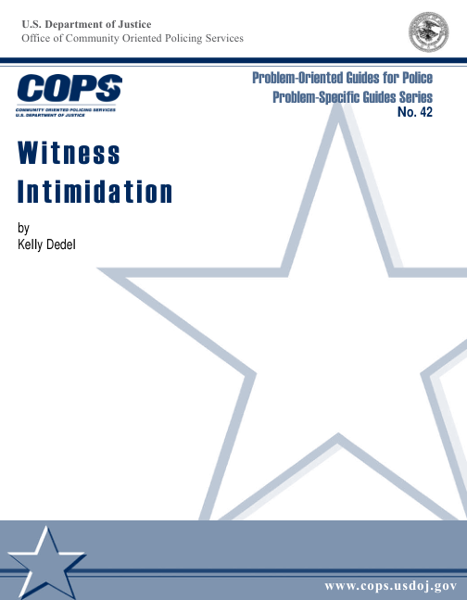 U.S. Department of Justice
Office of Community Oriented Policing Services
COPS
COMMUNITY ORIENTED POLICING SERVICES
U.S. DEPARTMENT OF JUSTICE
Problem-Oriented Guides for Police
Problem-Specific Guides Series
No. 42
Witness
Intimidation
by
Kelly Dedel
www.cops.usdoj.gov